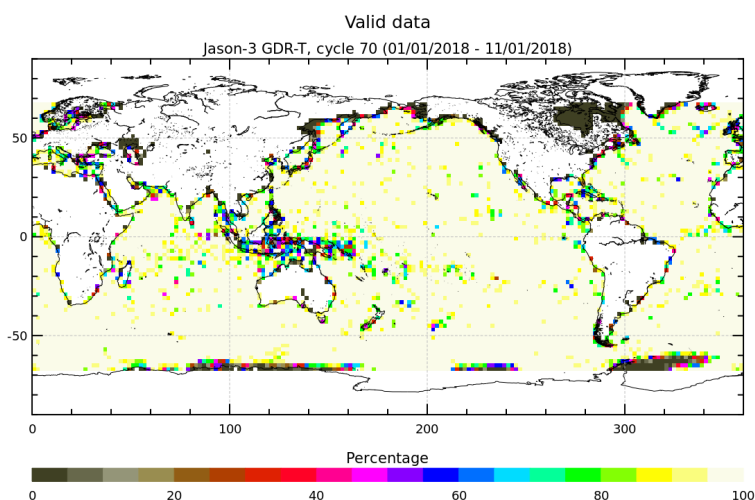 Valid data
Jason-3 GDR-T, cycle 70 (01/01/2018 - 11/01/2018)
50
0
-50
0 100 200 300
Percentage
0 20 40 60 80 100